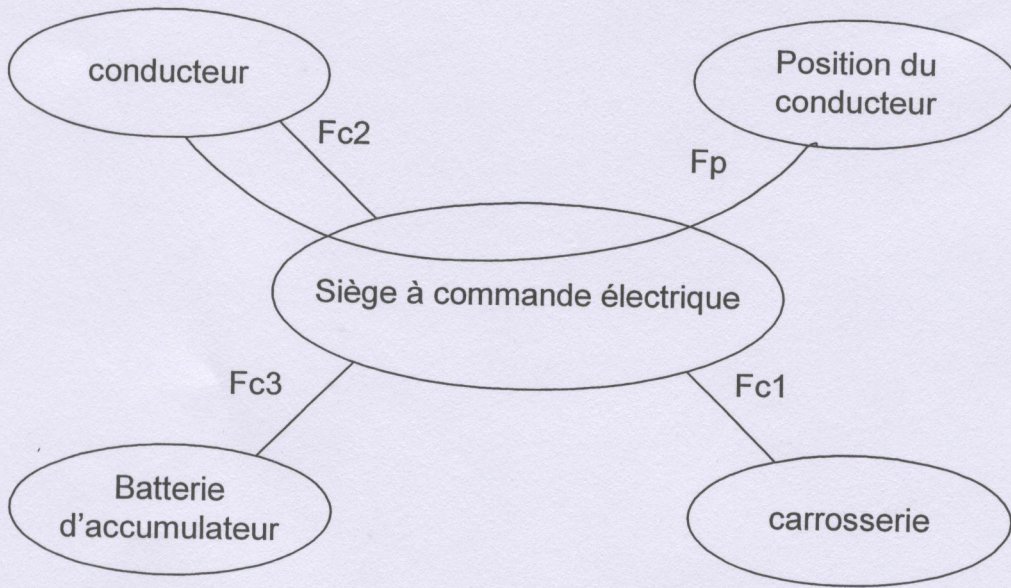 conducteur
Position du
conducteur
Fc2
Fp
Siège à commande électrique
Fc3
Fc1
Batterie
d'accumulateur
carrosserie